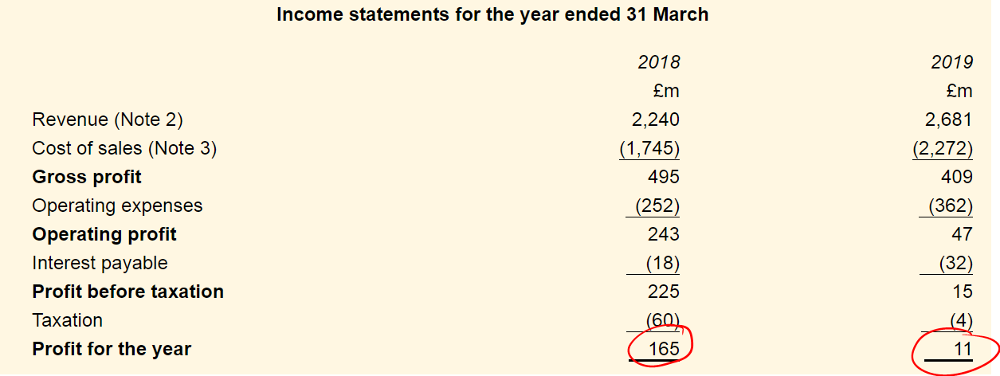 Income statements for the year ended 31 March
2018 2019
£m £m
Revenue (Note 2) 2,240 2,681
Cost of sales (Note 3) (1,745) (2,272)
Gross profit 495 409
Operating expenses (252) (362)
Operating profit 243 47
Interest payable (18) (32)
Profit before taxation 225 15
Taxation (60) (4)
Profit for the year 165 11